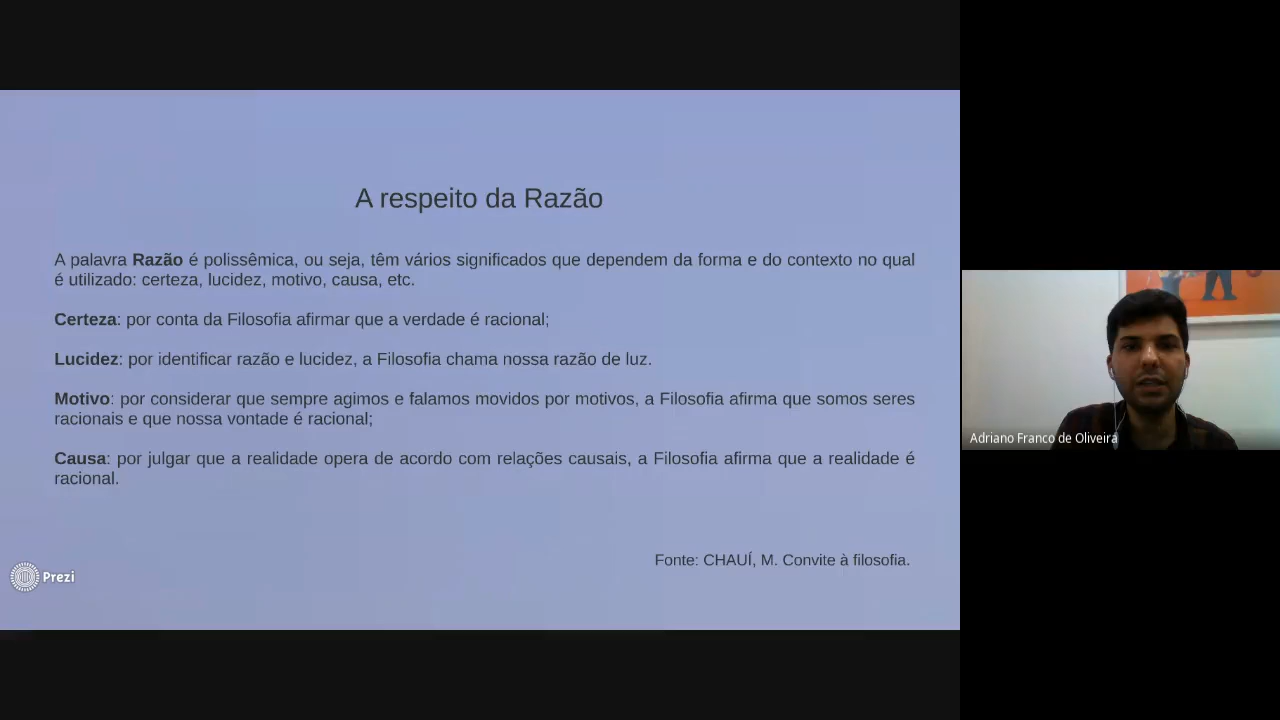 A respeito da Razão
A palavra Razão é polissêmica, ou seja, têm vários significados que dependem da forma e do contexto no qual
é utilizado: certeza, lucidez, motivo, causa, etc.
Certeza: por conta da Filosofia afirmar que a verdade é racional;
Lucidez: por identificar razão e lucidez, a Filosofia chama nossa razão de luz.
Motivo: por considerar que sempre agimos e falamos movidos por motivos, a Filosofia afirma que somos seres
racionais e que nossa vontade é racional;
Causa: por julgar que a realidade opera de acordo com relações causais, a Filosofia afirma que a realidade é
racional.
Fonte: CHAUÍ, M. Convite à filosofia.
Prezi
Adriano Franco de Oliveira